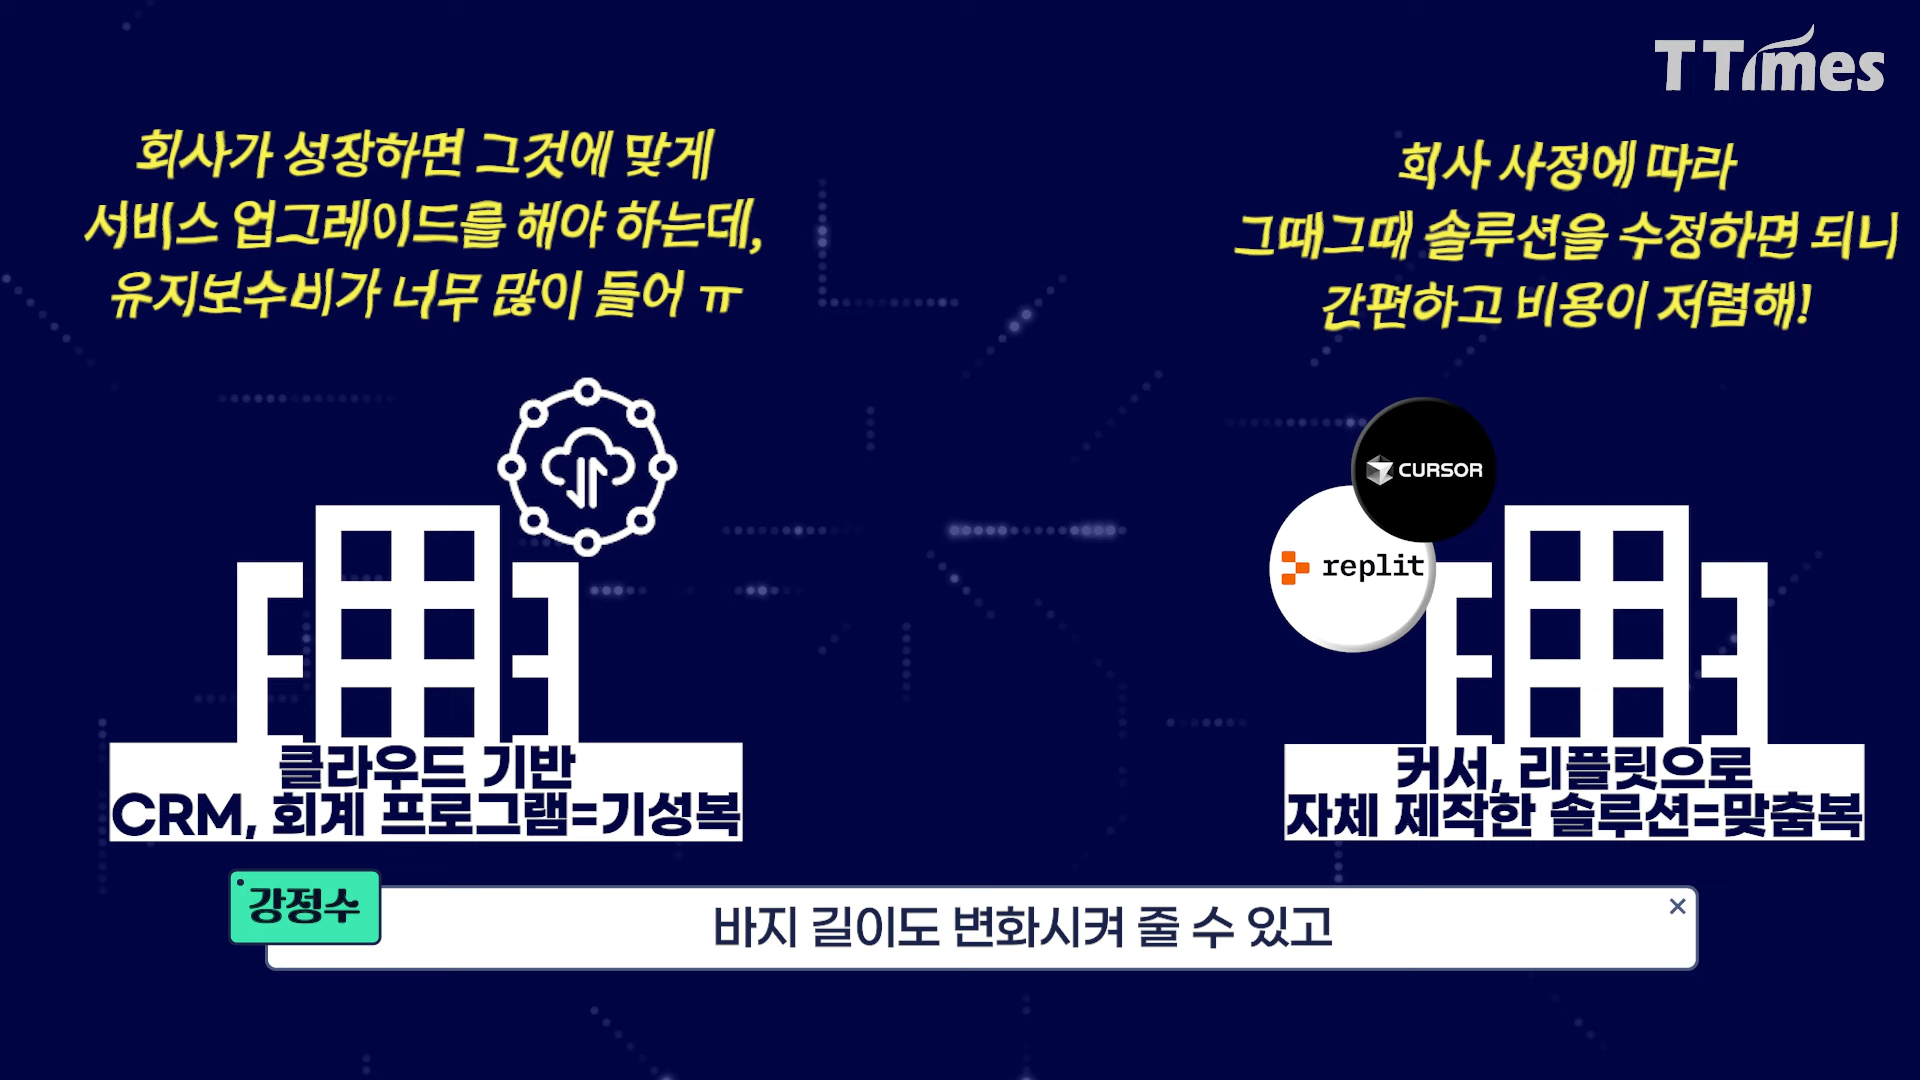 TTimes
회사가 성장하면 그것에 맞게
서비스 업그레이드를 해야 하는데,
유지보수비가 너무 많이 들어 ㅠ
회사 사정에 따라
그때그때 솔루션을 수정하면 되니
간편하고 비용이 저렴해!
CURSOR
replit
클라우드 기반
CRM, 회계 프로그램=기성복
커서, 리플릿으로
자체 제작한 솔루션=맞춤복
강정수
바지 길이도 변화시켜 줄 수 있고